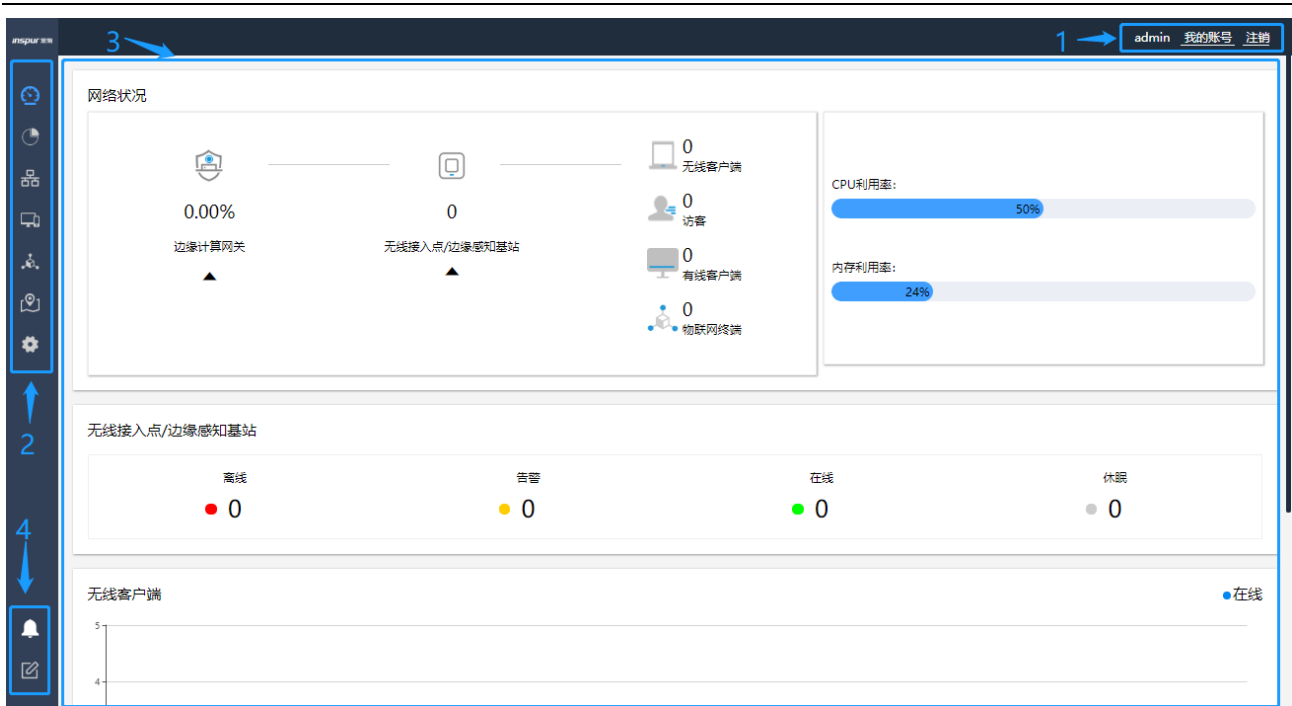 inspur 浪潮
3
1
admin 我的账号 注销
网络状况
0
无线客户端
CPU利用率:
50%
0.00%
0
0
访客
边缘计算网关
无线接入点/边缘感知基站
0
有线客户端
内存利用率:
24%
0
物联网终端
2
无线接入点/边缘感知基站
离线
告警
在线
休眠
0
0
0
0
4
无线客户端
在线
5
4